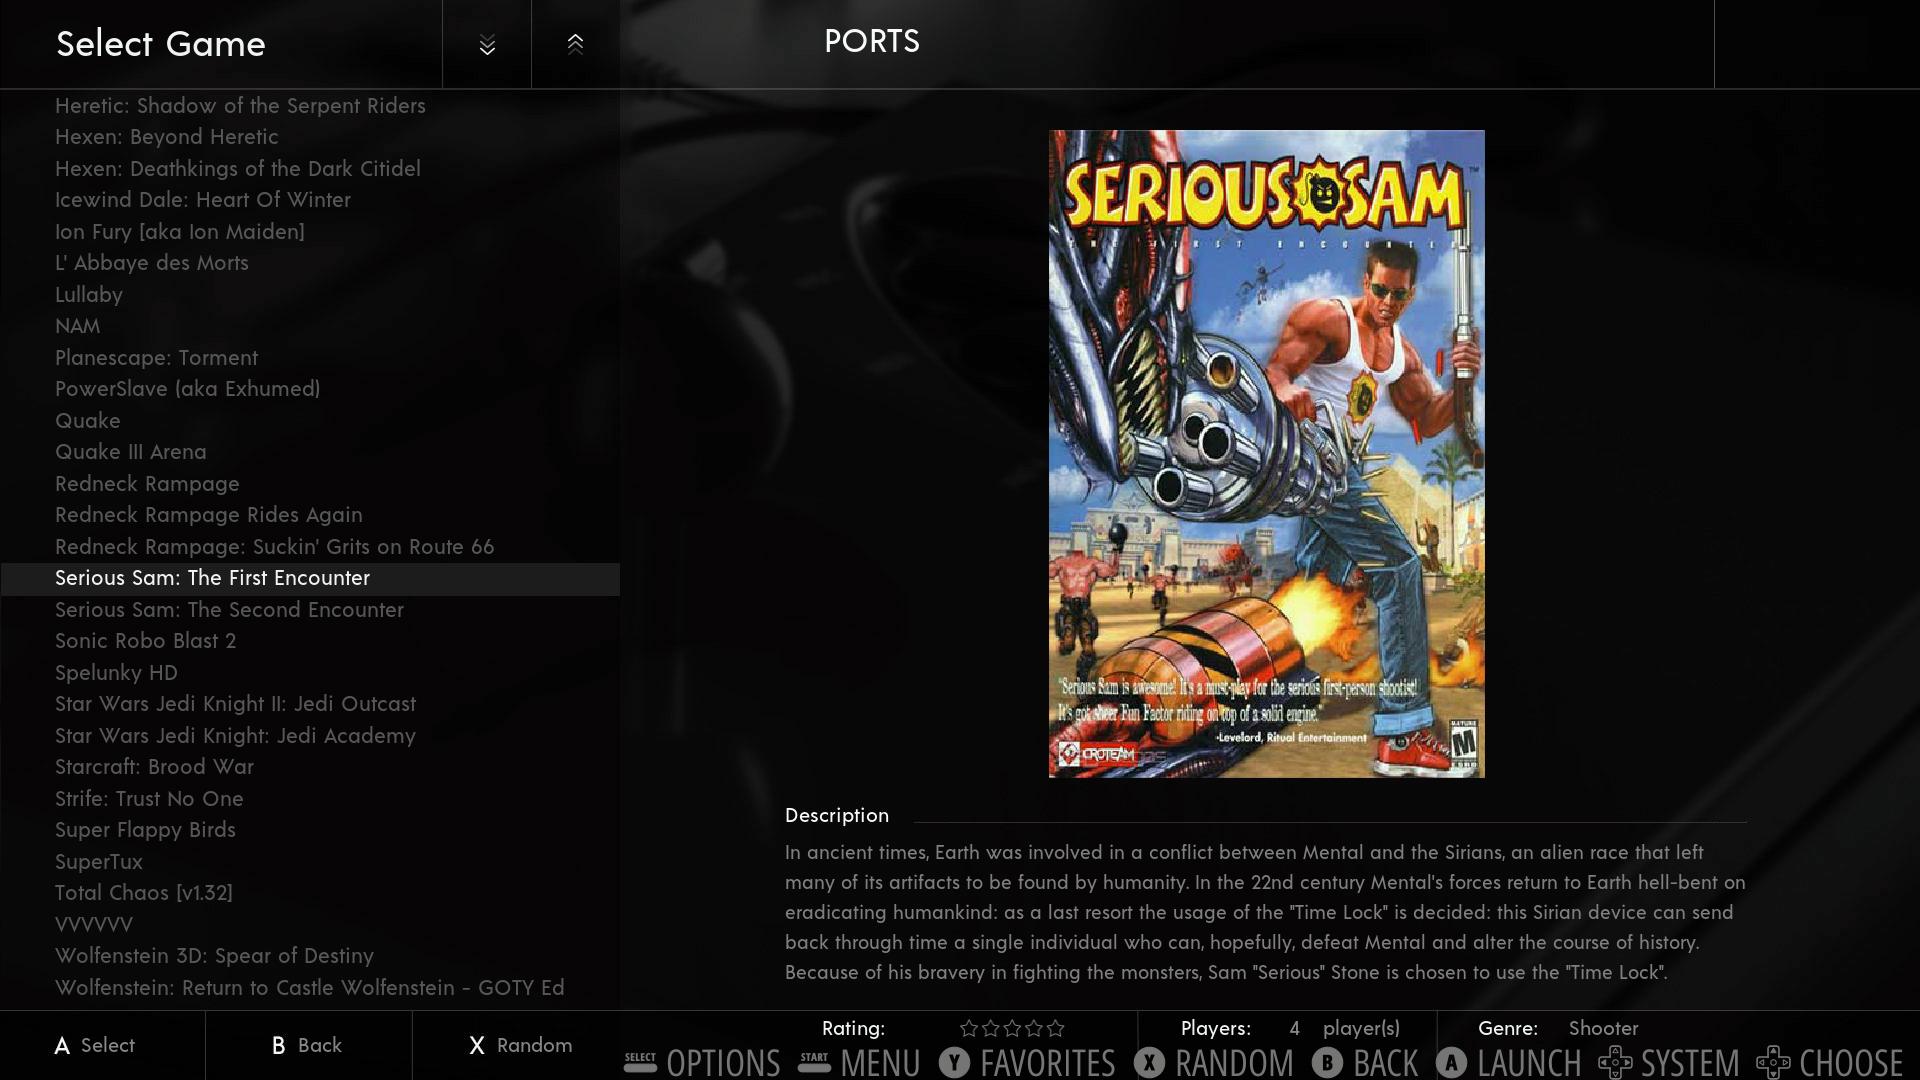 Select Game
PORTS
Heretic: Shadow of the Serpent Riders
Hexen: Beyond Heretic
Hexen: Deathkings of the Dark Citidel
Icewind Dale: Heart Of Winter
Ion Fury [aka Ion Maiden]
L' Abbaye des Morts
Lullaby
NAM
Planescape: Torment
PowerSlave (aka Exhumed)
Quake
Quake III Arena
Redneck Rampage
Redneck Rampage Rides Again
Redneck Rampage: Suckin' Grits on Route 66
Serious Sam: The First Encounter
Serious Sam: The Second Encounter
Sonic Robo Blast 2
Spelunky HD
Star Wars Jedi Knight II: Jedi Outcast
Star Wars Jedi Knight: Jedi Academy
Starcraft: Brood War
Strife: Trust No One
Super Flappy Birds
SuperTux
Total Chaos [v1.32]
VVVVVV
Wolfenstein 3D: Spear of Destiny
Wolfenstein: Return to Castle Wolfenstein - GOTY Ed
SERIOUS SAM ™
THE FIRST ENCOUNTER
"Serious Sam is awesome! It's a must-play for the serious first-person shootist!
It's got sheer Fun Factor riding on top of a solid engine."
-Levelord, Ritual Entertainment
CROTEAM
MATURE
M
ESRB
Description
In ancient times, Earth was involved in a conflict between Mental and the Sirians, an alien race that left
many of its artifacts to be found by humanity. In the 22nd century Mental's forces return to Earth hell-bent on
eradicating humankind: as a last resort the usage of the "Time Lock" is decided: this Sirian device can send
back through time a single individual who can, hopefully, defeat Mental and alter the course of history.
Because of his bravery in fighting the monsters, Sam "Serious" Stone is chosen to use the "Time Lock".
Rating: Players: 4 player(s) Genre: Shooter
A Select B Back X Random
SELECT OPTIONS START MENU Y FAVORITES X RANDOM B BACK A LAUNCH SYSTEM CHOOSE